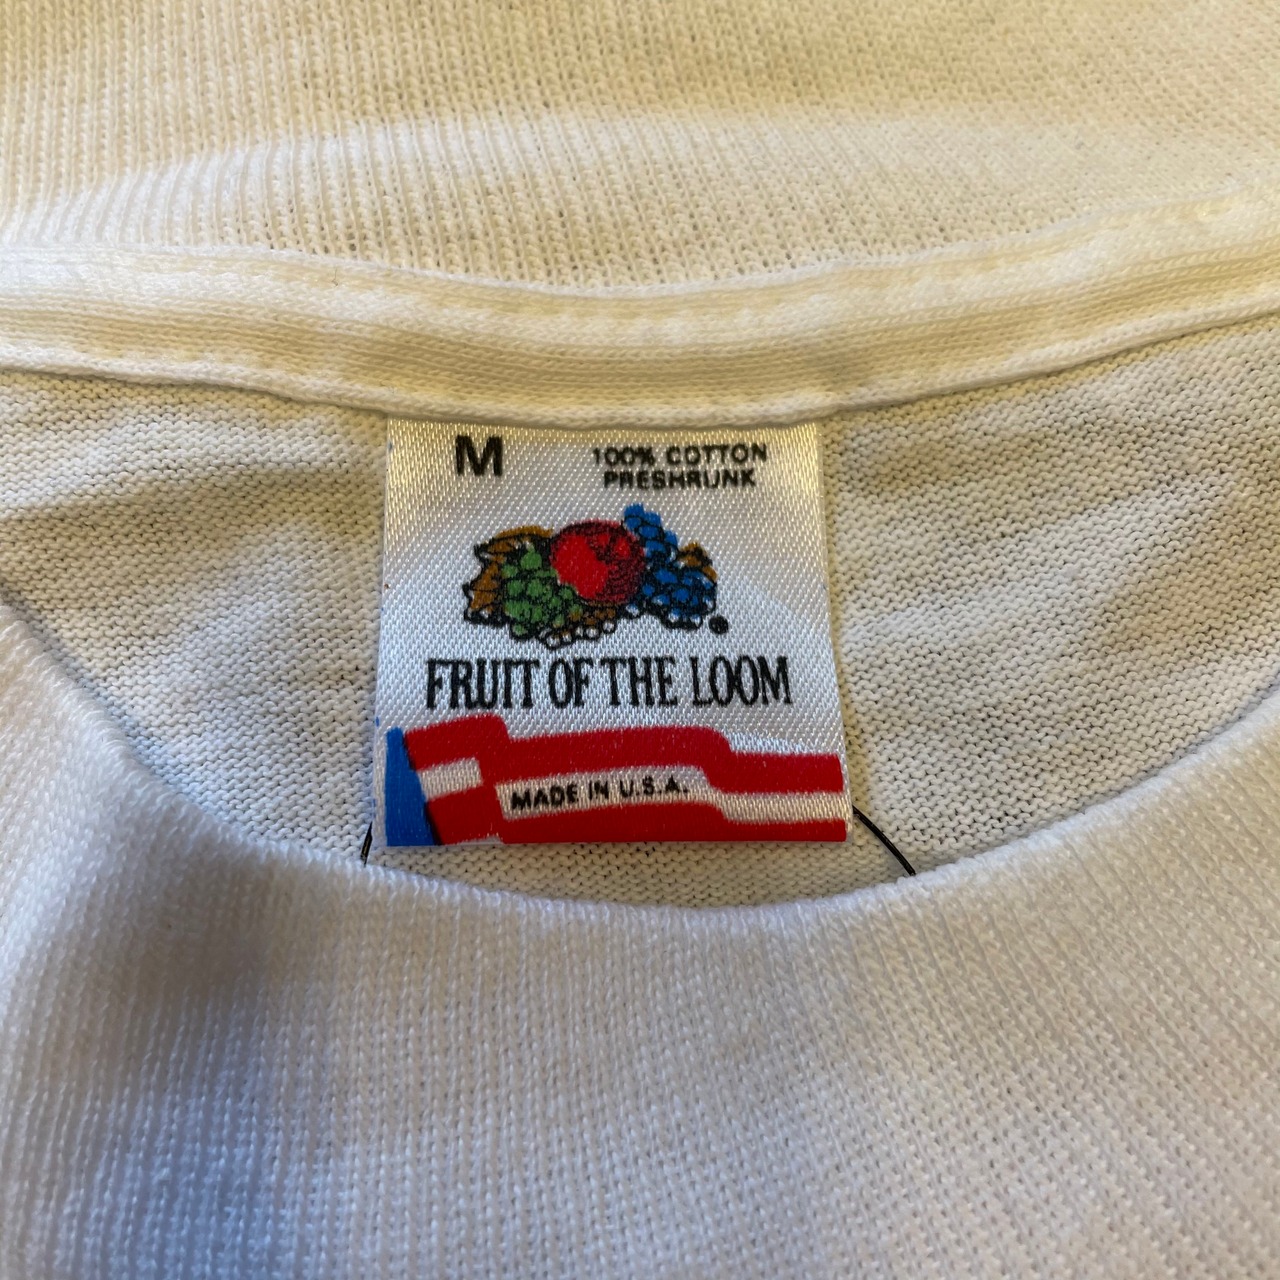 M
100% COTTON
PRESHRUNK
®
FRUIT OF THE LOOM
MADE IN U.S.A.